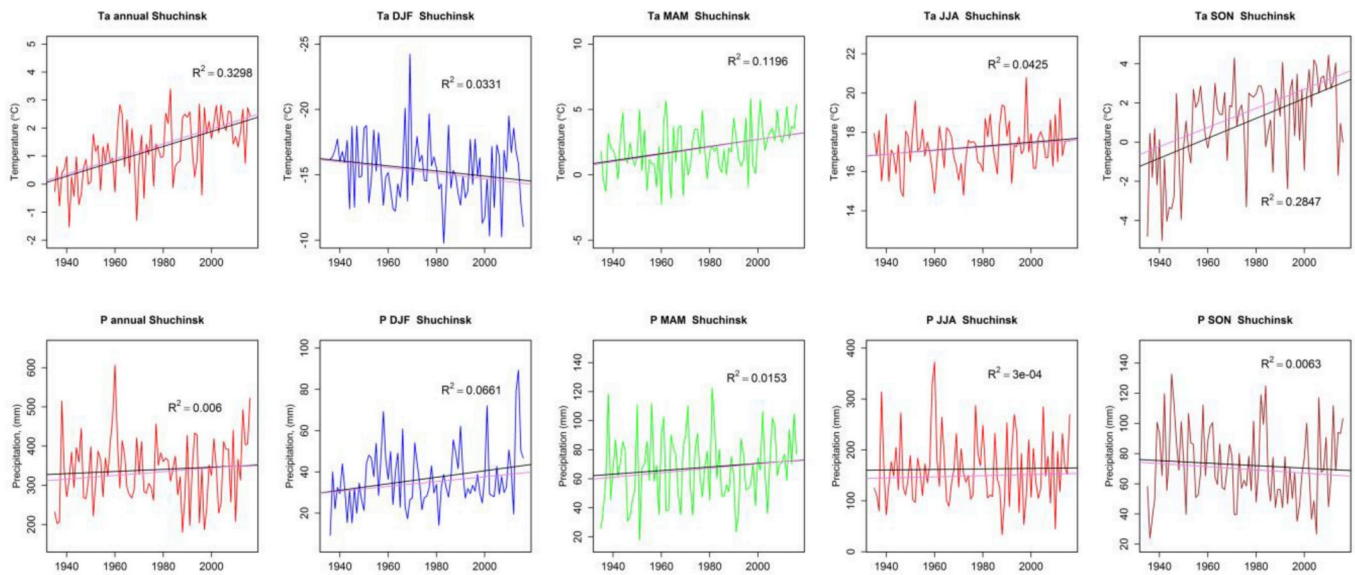 Ta annual Shuchinsk
Temperature (°C)
5
4
3
2
1
0
-1
-2
R² = 0.3298
1940 1960 1980 2000
Ta DJF Shuchinsk
Temperature (°C)
-25
-20
-15
-10
R² = 0.0331
1940 1960 1980 2000
Ta MAM Shuchinsk
Temperature (°C)
10
5
0
-5
R² = 0.1196
1940 1960 1980 2000
Ta JJA Shuchinsk
Temperature (°C)
22
20
18
16
14
R² = 0.0425
1940 1960 1980 2000
Ta SON Shuchinsk
Temperature (°C)
4
2
0
-2
-4
R² = 0.2847
1940 1960 1980 2000
P annual Shuchinsk
Precipitation, (mm)
600
500
400
300
200
R² = 0.006
1940 1960 1980 2000
P DJF Shuchinsk
Precipitation (mm)
100
80
60
40
20
R² = 0.0661
1940 1960 1980 2000
P MAM Shuchinsk
Precipitation (mm)
140
120
100
80
60
40
20
R² = 0.0153
1940 1960 1980 2000
P JJA Shuchinsk
Precipitation (mm)
400
300
200
100
0
R² = 3e-04
1940 1960 1980 2000
P SON Shuchinsk
Precipitation (mm)
140
120
100
80
60
40
20
R² = 0.0063
1940 1960 1980 2000